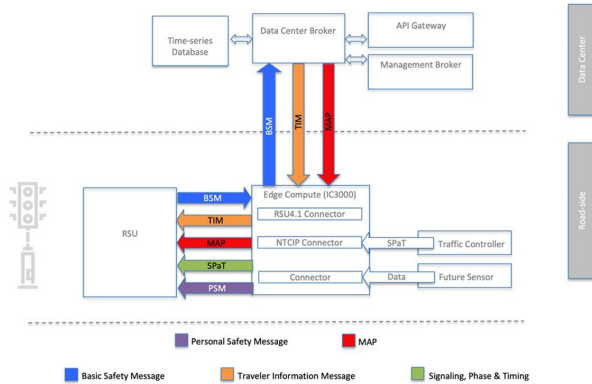 Data Center Broker
API Gateway
Time-series
Database
Management Broker
Data Center
BSM
TIM
MAP
Edge Compute (IC3000)
RSU
BSM
RSU4.1 Connector
TIM
MAP
NTCIP Connector
SPaT
Traffic Controller
SPaT
Connector
Data
Future Sensor
PSM
Road-side
Personal Safety Message
MAP
Basic Safety Message
Traveler Information Message
Signaling, Phase & Timing